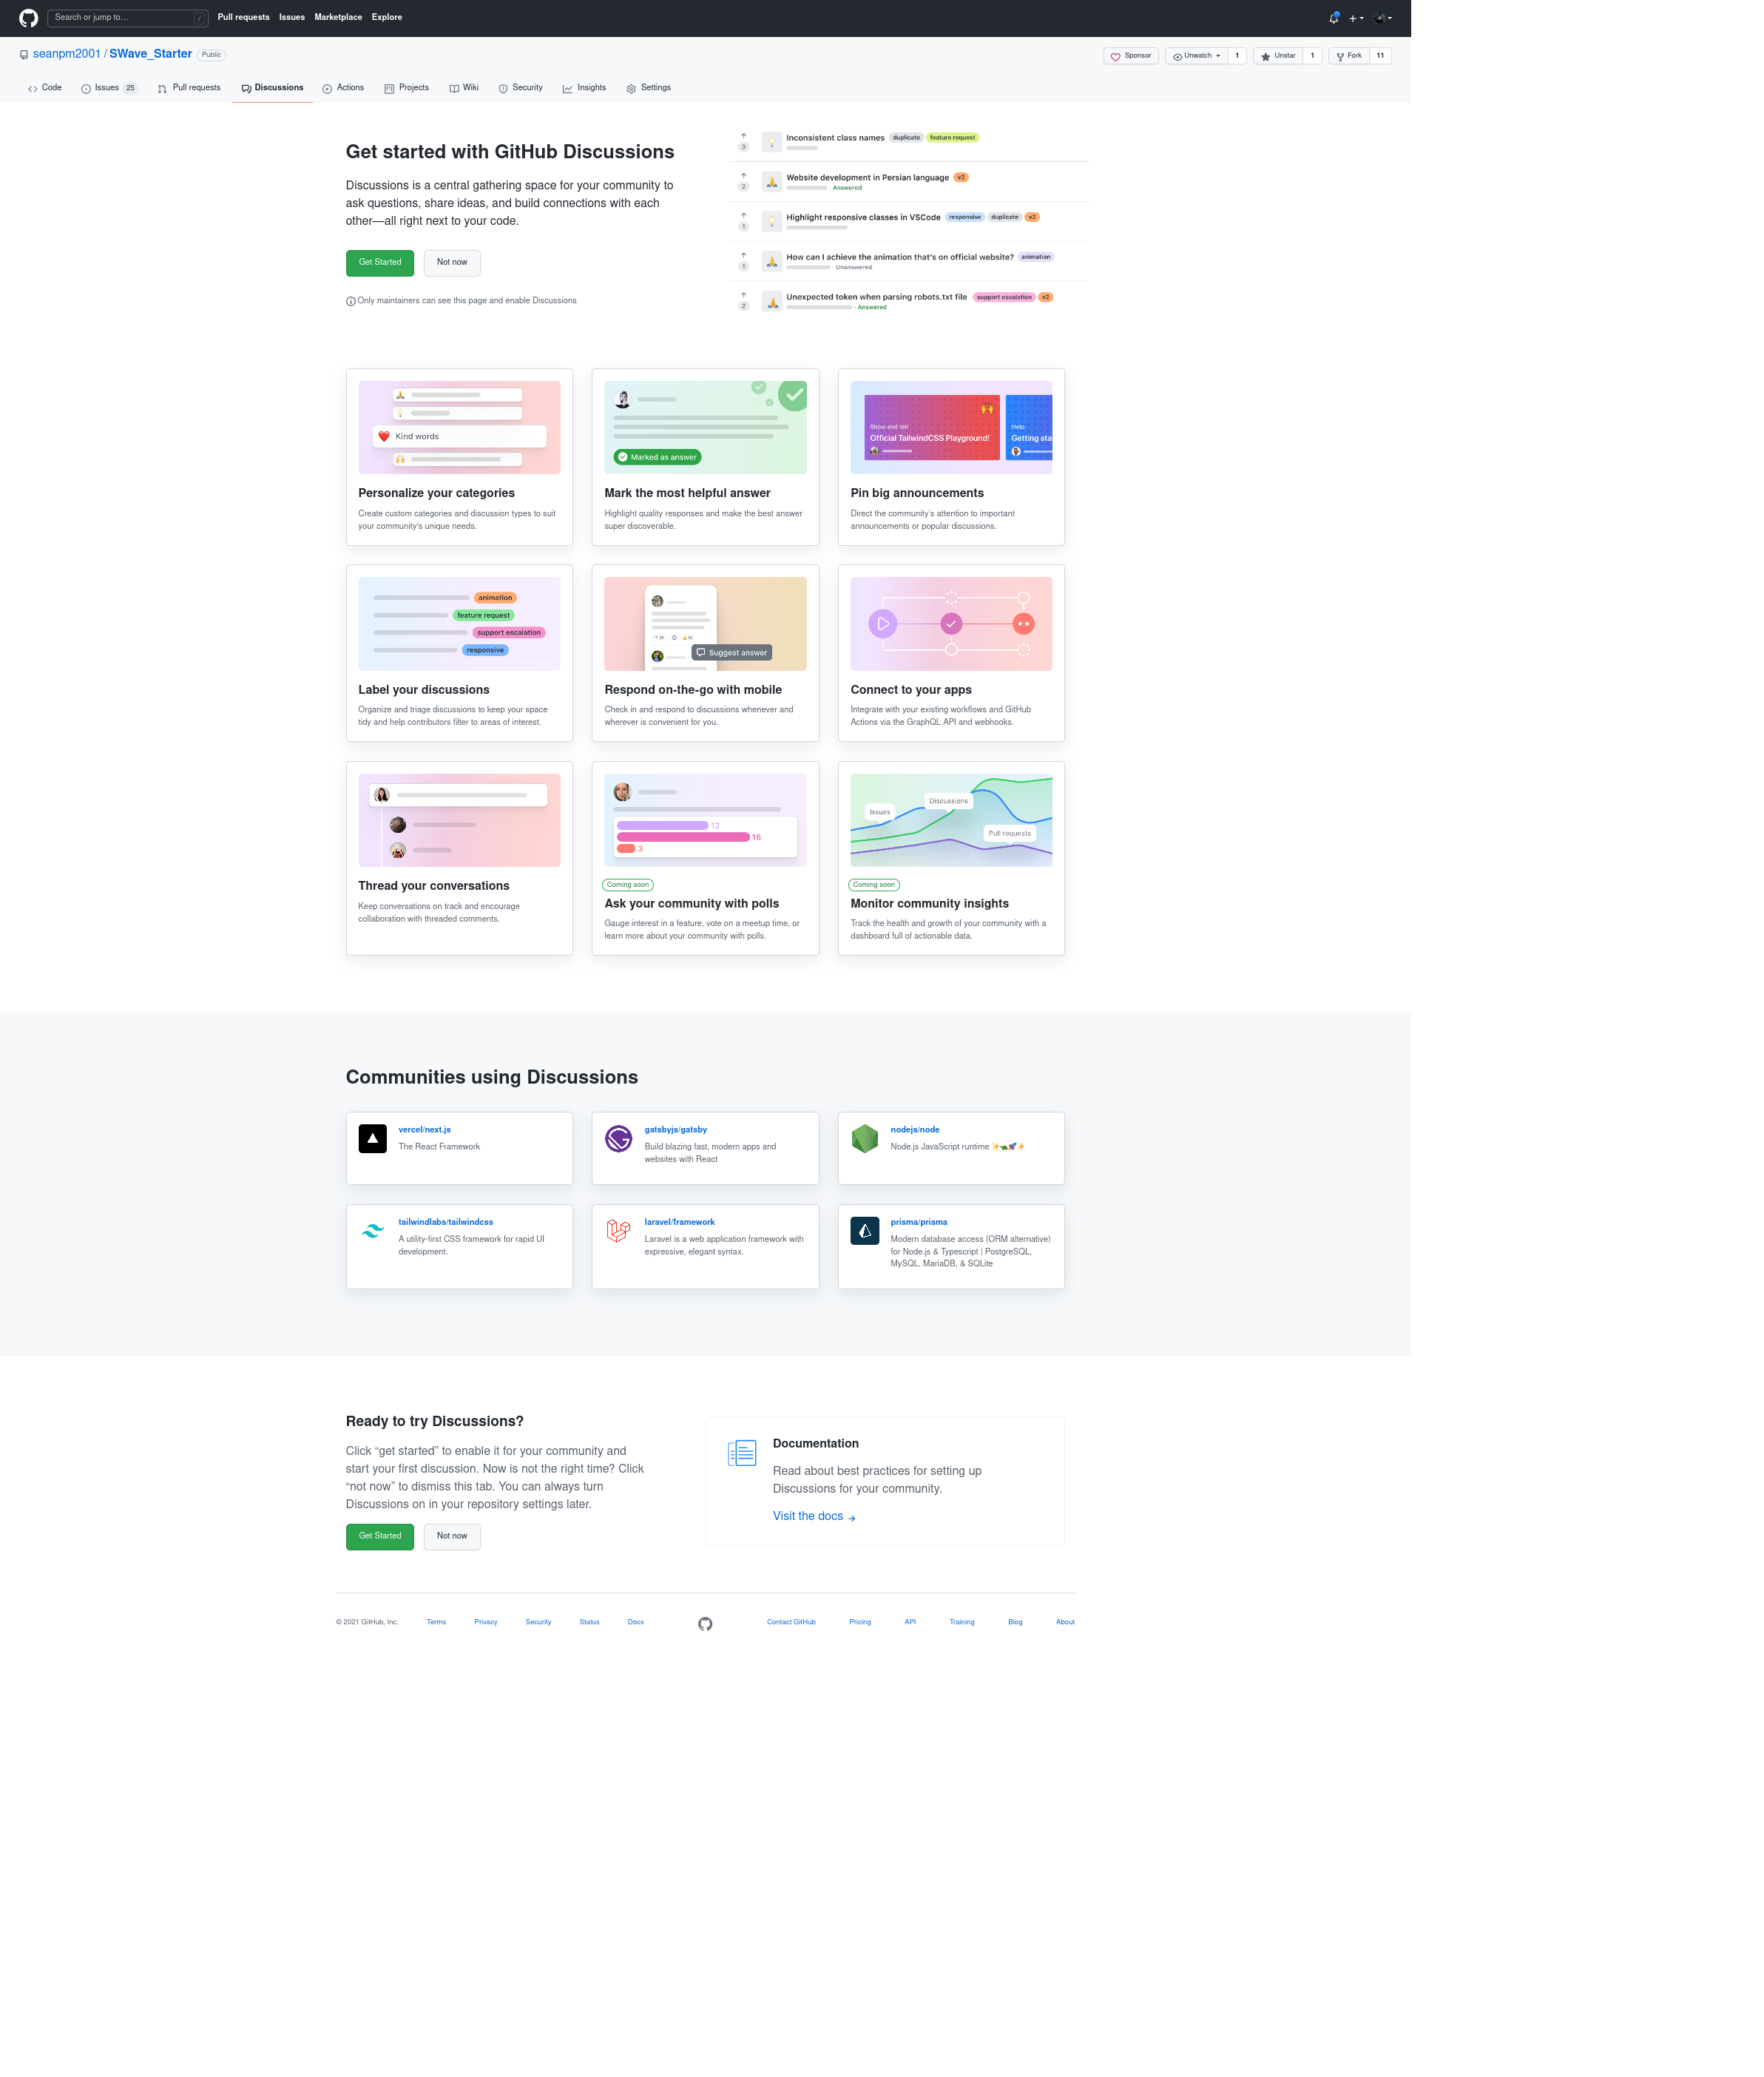 Search or jump to…
/
Pull requests Issues Marketplace Explore
seanpm2001 / SWave_Starter Public
Sponsor
Unwatch 1
Unstar 1
Fork 11
Code
Issues 25
Pull requests
Discussions
Actions
Projects
Wiki
Security
Insights
Settings
Get started with GitHub Discussions
Discussions is a central gathering space for your community to
ask questions, share ideas, and build connections with each
other—all right next to your code.
Get Started
Not now
Only maintainers can see this page and enable Discussions
3
Inconsistent class names duplicate feature request
2
Website development in Persian language v2
· Answered
1
Highlight responsive classes in VSCode responsive duplicate v2
1
How can I achieve the animation that's on official website? animation
· Unanswered
2
Unexpected token when parsing robots.txt file support escalation v2
· Answered
Kind words
Personalize your categories
Create custom categories and discussion types to suit
your community's unique needs.
Marked as answer
Mark the most helpful answer
Highlight quality responses and make the best answer
super discoverable.
Show and tell
Official TailwindCSS Playground!
Help
Getting sta
Pin big announcements
Direct the community's attention to important
announcements or popular discussions.
animation
feature request
support escalation
responsive
Label your discussions
Organize and triage discussions to keep your space
tidy and help contributors filter to areas of interest.
Suggest answer
Respond on-the-go with mobile
Check in and respond to discussions whenever and
wherever is convenient for you.
Connect to your apps
Integrate with your existing workflows and GitHub
Actions via the GraphQL API and webhooks.
Thread your conversations
Keep conversations on track and encourage
collaboration with threaded comments.
12
18
3
Coming soon
Ask your community with polls
Gauge interest in a feature, vote on a meetup time, or
learn more about your community with polls.
Issues
Discussions
Pull requests
Coming soon
Monitor community insights
Track the health and growth of your community with a
dashboard full of actionable data.
Communities using Discussions
vercel/next.js
The React Framework
gatsbyjs/gatsby
Build blazing fast, modern apps and
websites with React
nodejs/node
Node.js JavaScript runtime ✨🐢🚀✨
tailwindlabs/tailwindcss
A utility-first CSS framework for rapid UI
development.
laravel/framework
Laravel is a web application framework with
expressive, elegant syntax.
prisma/prisma
Modern database access (ORM alternative)
for Node.js & Typescript | PostgreSQL,
MySQL, MariaDB, & SQLite
Ready to try Discussions?
Click “get started” to enable it for your community and
start your first discussion. Now is not the right time? Click
“not now” to dismiss this tab. You can always turn
Discussions on in your repository settings later.
Get Started
Not now
Documentation
Read about best practices for setting up
Discussions for your community.
Visit the docs →
© 2021 GitHub, Inc. Terms Privacy Security Status Docs Contact GitHub Pricing API Training Blog About